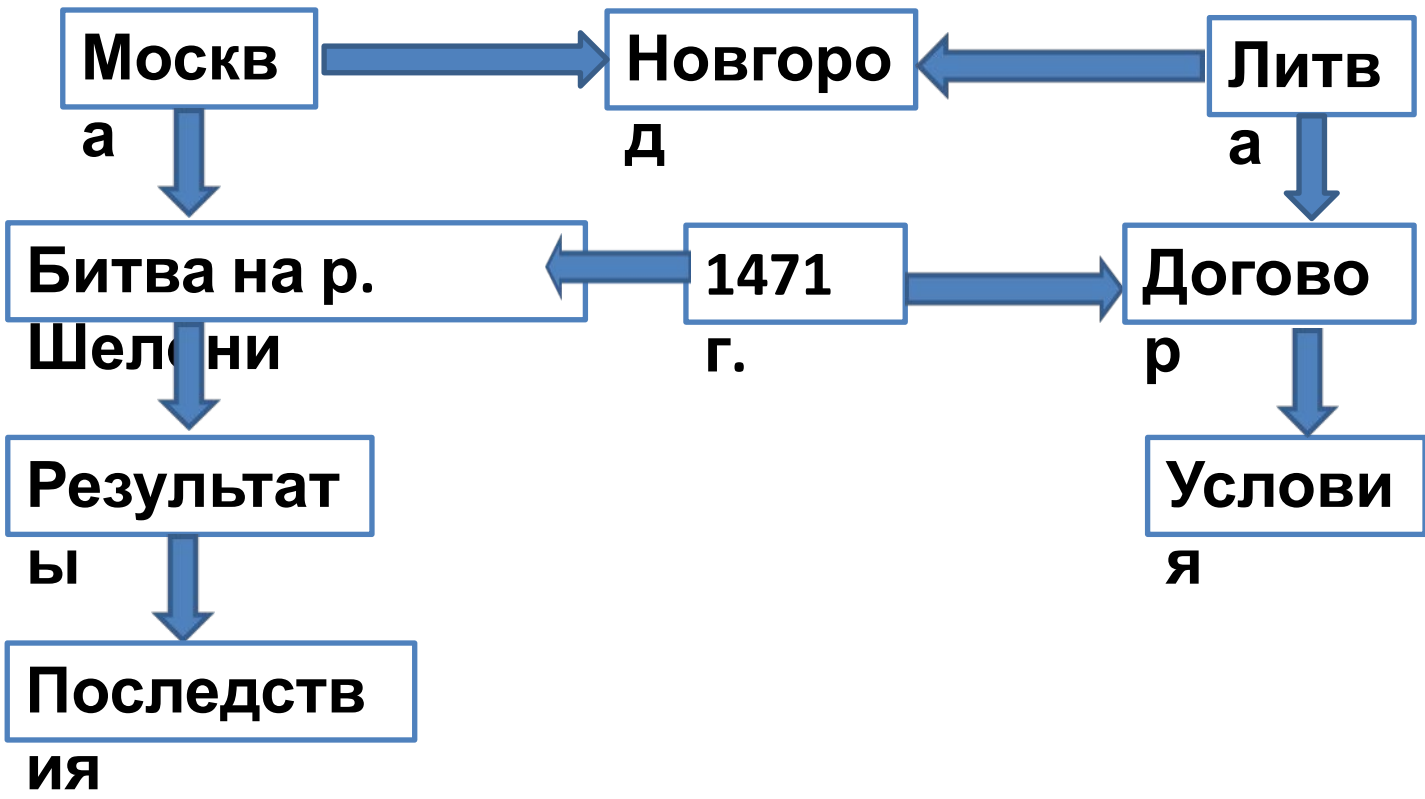 Москв
а
Новгоро
д
Литв
а
Битва на р.
Шелони
1471
г.
Догово
р
Результат
ы
Услови
я
Последств
ия